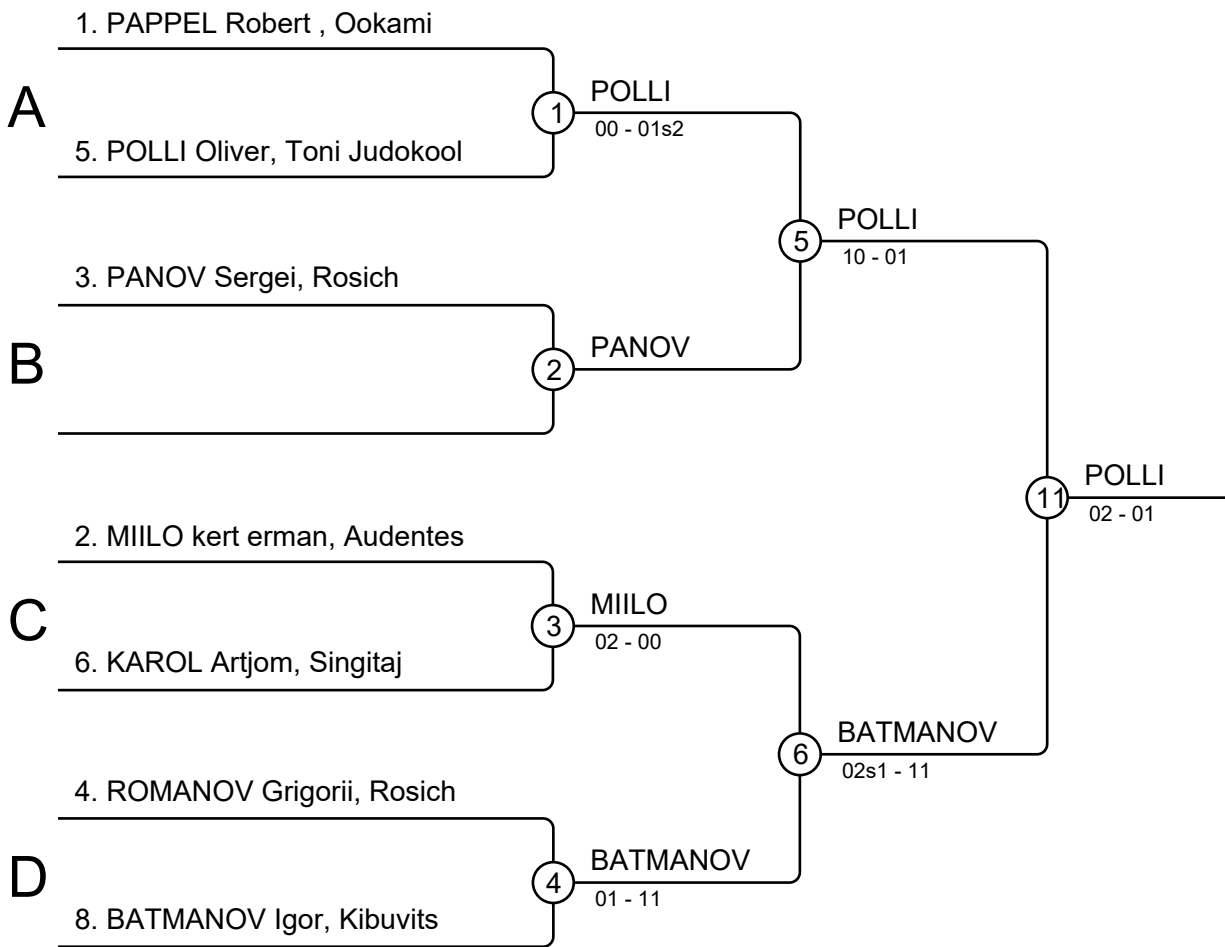 1. PAPPEL Robert , Ookami
A
1
POLLI
00 - 01s2
5. POLLI Oliver, Toni Judokool
5
POLLI
10 - 01
3. PANOV Sergei, Rosich
B
2
PANOV
11
POLLI
02 - 01
2. MIILO kert erman, Audentes
C
3
MIILO
02 - 00
6. KAROL Artjom, Singitaj
6
BATMANOV
02s1 - 11
4. ROMANOV Grigorii, Rosich
D
4
BATMANOV
01 - 11
8. BATMANOV Igor, Kibuvits